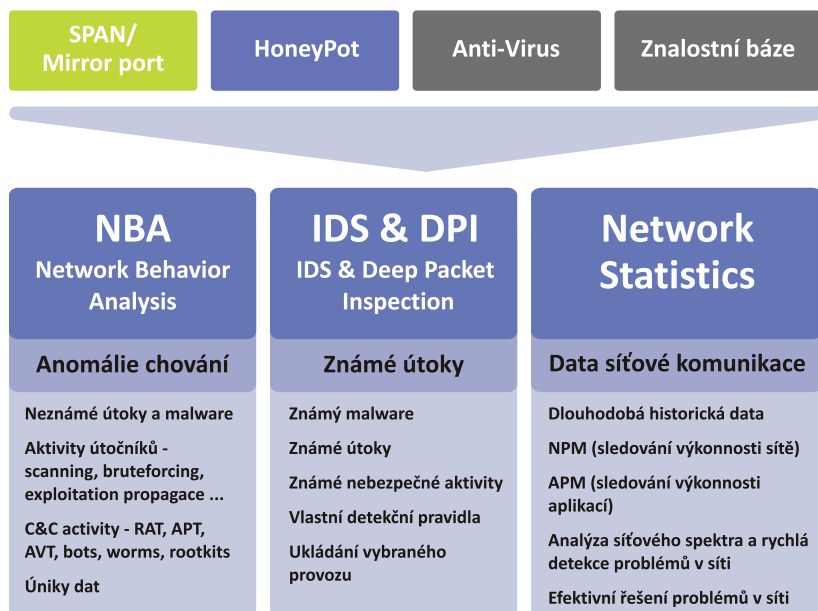 SPAN/
Mirror port
HoneyPot
Anti-Virus
Znalostní báze
NBA
Network Behavior
Analysis
Anomálie chování
Neznámé útoky a malware
Aktivity útočníků -
scanning, bruteforcing,
exploitation propagace ...
C&C activity - RAT, APT,
AVT, bots, worms, rootkits
Úniky dat
IDS & DPI
IDS & Deep Packet
Inspection
Známé útoky
Známý malware
Známé útoky
Známé nebezpečné aktivity
Vlastní detekční pravidla
Ukládání vybraného
provozu
Network
Statistics
Data síťové komunikace
Dlouhodobá historická data
NPM (sledování výkonnosti sítě)
APM (sledování výkonnosti
aplikací)
Analýza síťového spektra a rychlá
detekce problémů v síti
Efektivní řešení problémů v síti